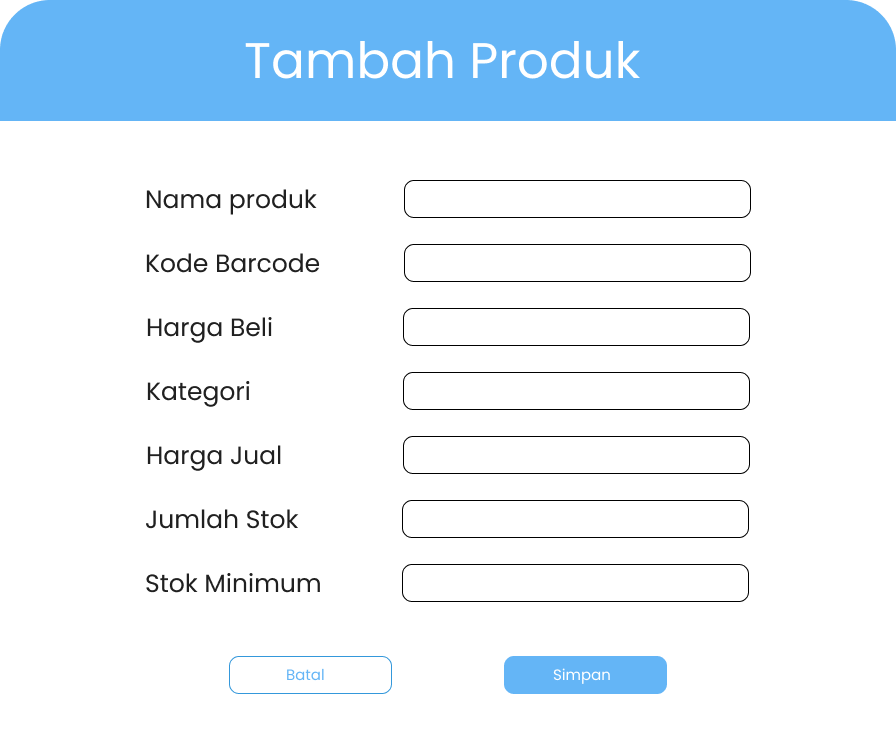 Tambah Produk
Nama produk
Kode Barcode
Harga Beli
Kategori
Harga Jual
Jumlah Stok
Stok Minimum
Batal
Simpan